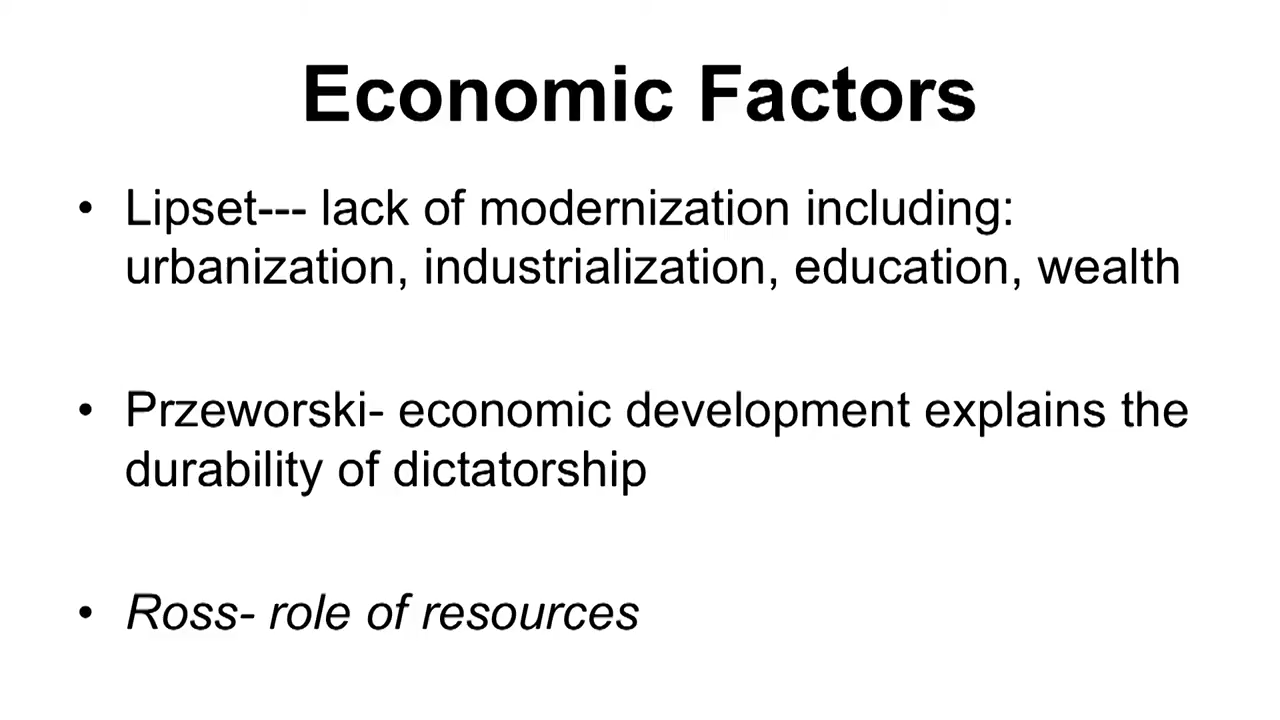 Economic Factors
• Lipset--- lack of modernization including:
urbanization, industrialization, education, wealth
• Przeworski- economic development explains the
durability of dictatorship
• Ross- role of resources